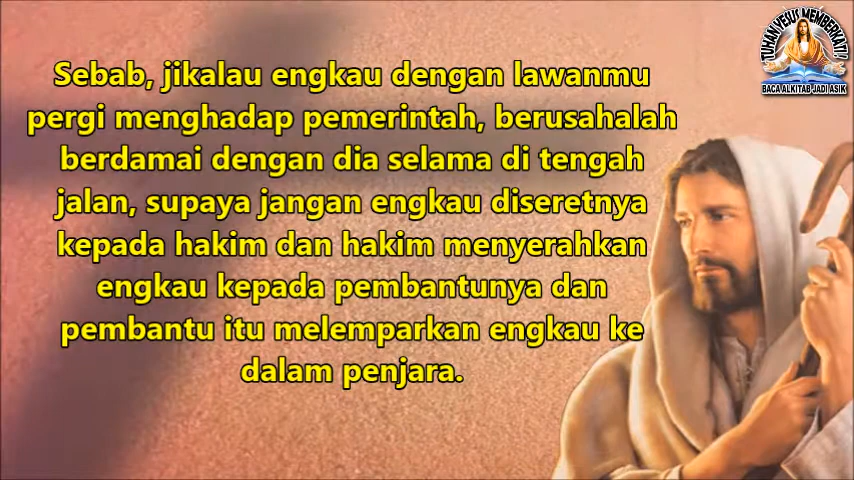 TUHAN YESUS MEMBERKATI
BACA ALKITAB JADI ASIK
Sebab, jikalau engkau dengan lawanmu
pergi menghadap pemerintah, berusahalah
berdamai dengan dia selama di tengah
jalan, supaya jangan engkau diseretnya
kepada hakim dan hakim menyerahkan
engkau kepada pembantunya dan
pembantu itu melemparkan engkau ke
dalam penjara.